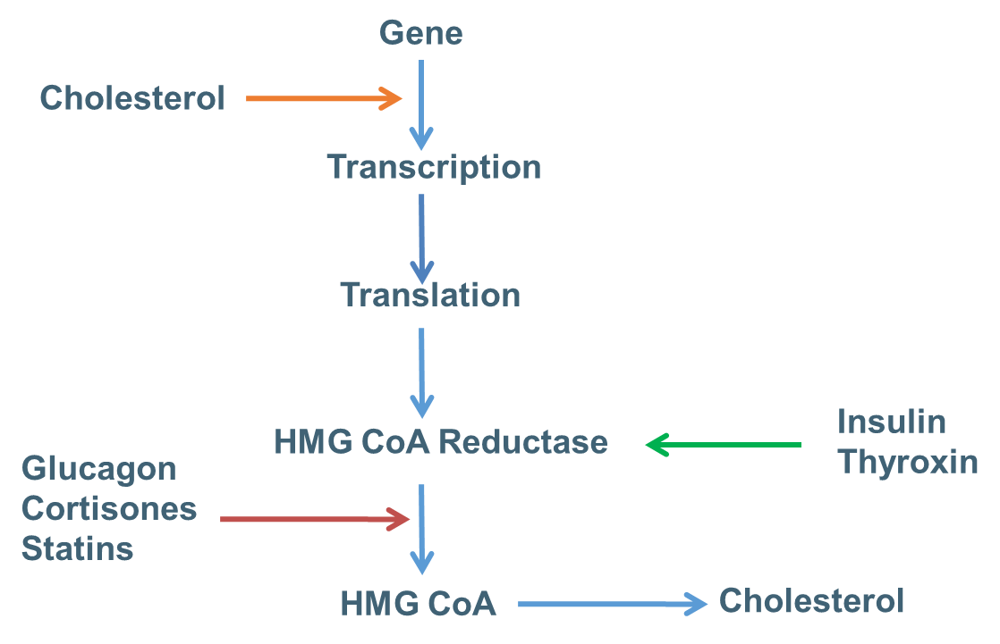 Gene
Cholesterol
Transcription
Translation
HMG CoA Reductase
Insulin
Thyroxin
Glucagon
Cortisones
Statins
HMG CoA
Cholesterol